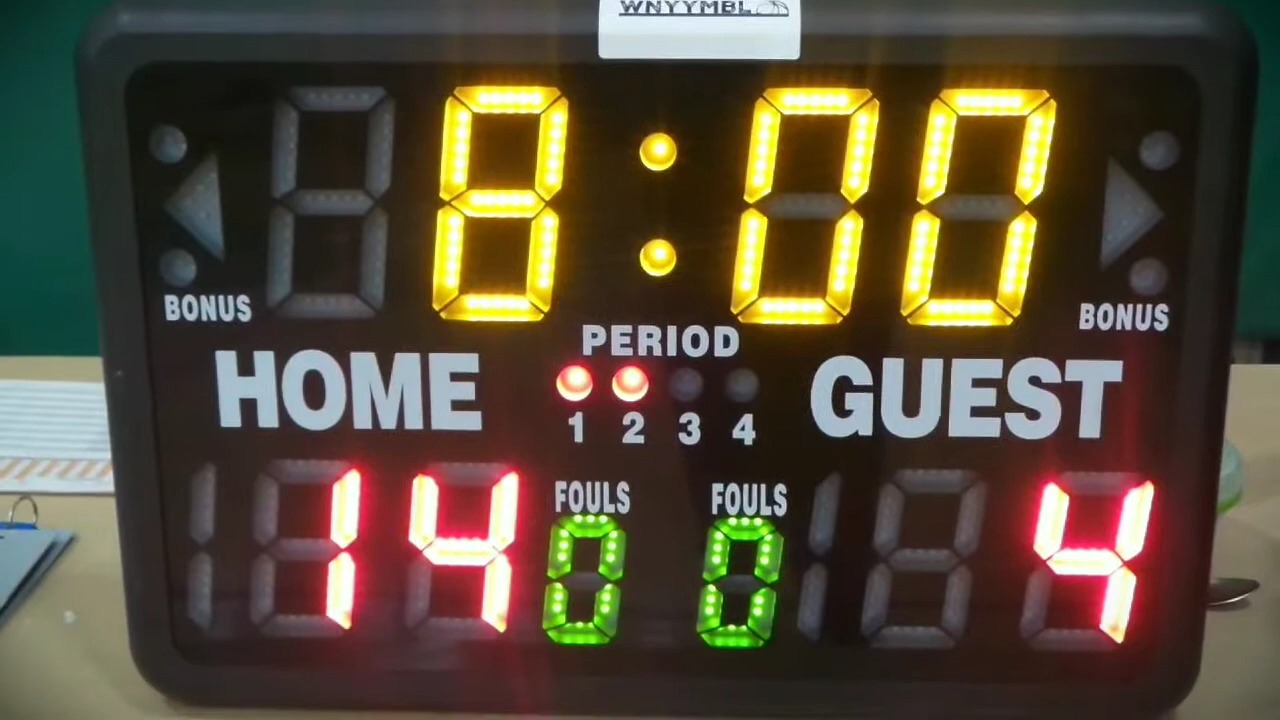 WNYYMBL
8:00
BONUS
BONUS
PERIOD
HOME
GUEST
1 2 3 4
FOULS
FOULS
14
0
0
4